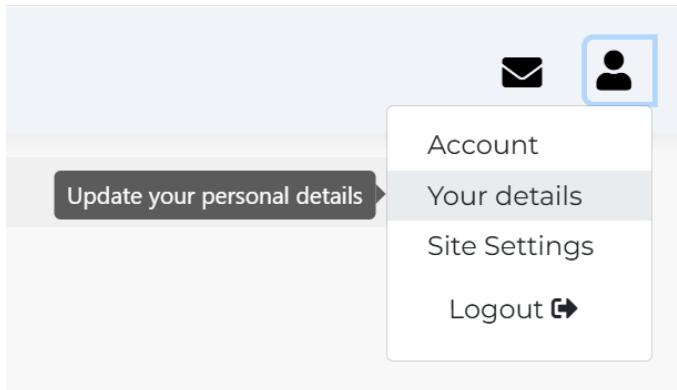 Account
Update your personal details
Your details
Site Settings
Logout